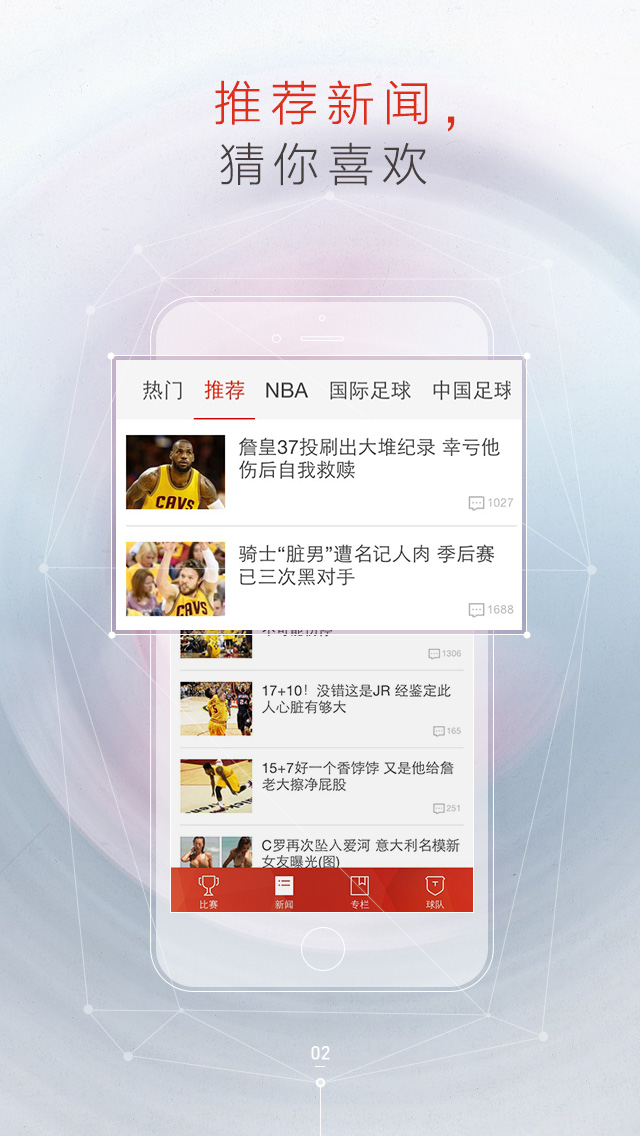 推荐新闻，
猜你喜欢
热门 推荐 NBA 国际足球 中国足球
詹皇37投刷出大堆纪录 幸亏他
伤后自我救赎
1027
骑士“脏男”遭名记人肉 季后赛
已三次黑对手
1688
1306
17+10！没错这是JR 经鉴定此
人心脏有够大
165
15+7好一个香饽饽 又是他给詹
老大擦净屁股
251
C罗再次坠入爱河 意大利名模新
女友曝光(图)
比赛 新闻 专栏 球队
02